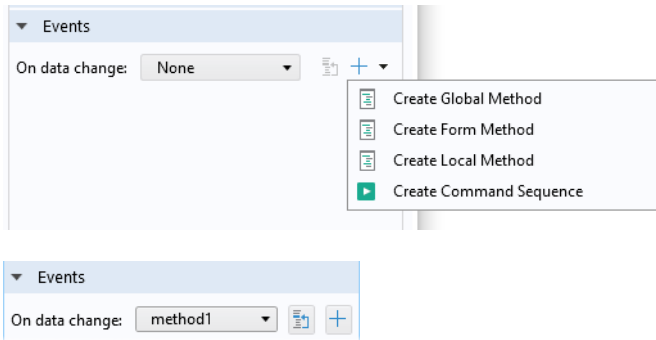 Events
On data change: None
Create Global Method
Create Form Method
Create Local Method
Create Command Sequence
Events
On data change: method1